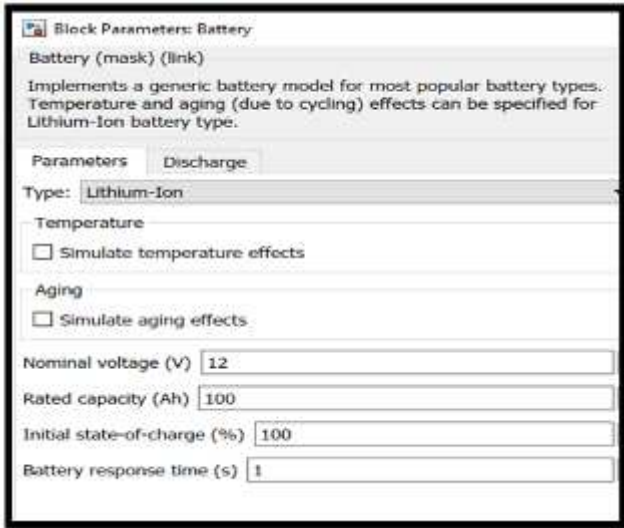 Block Parameters: Battery
Battery (mask) (link)
Implements a generic battery model for most popular battery types.
Temperature and aging (due to cycling) effects can be specified for
Lithium-Ion battery type.
Parameters Discharge
Type: Lithium-Ion
Temperature
Simulate temperature effects
Aging
Simulate aging effects
Nominal voltage (V) 12
Rated capacity (Ah) 100
Initial state-of-charge (%) 100
Battery response time (s) 1